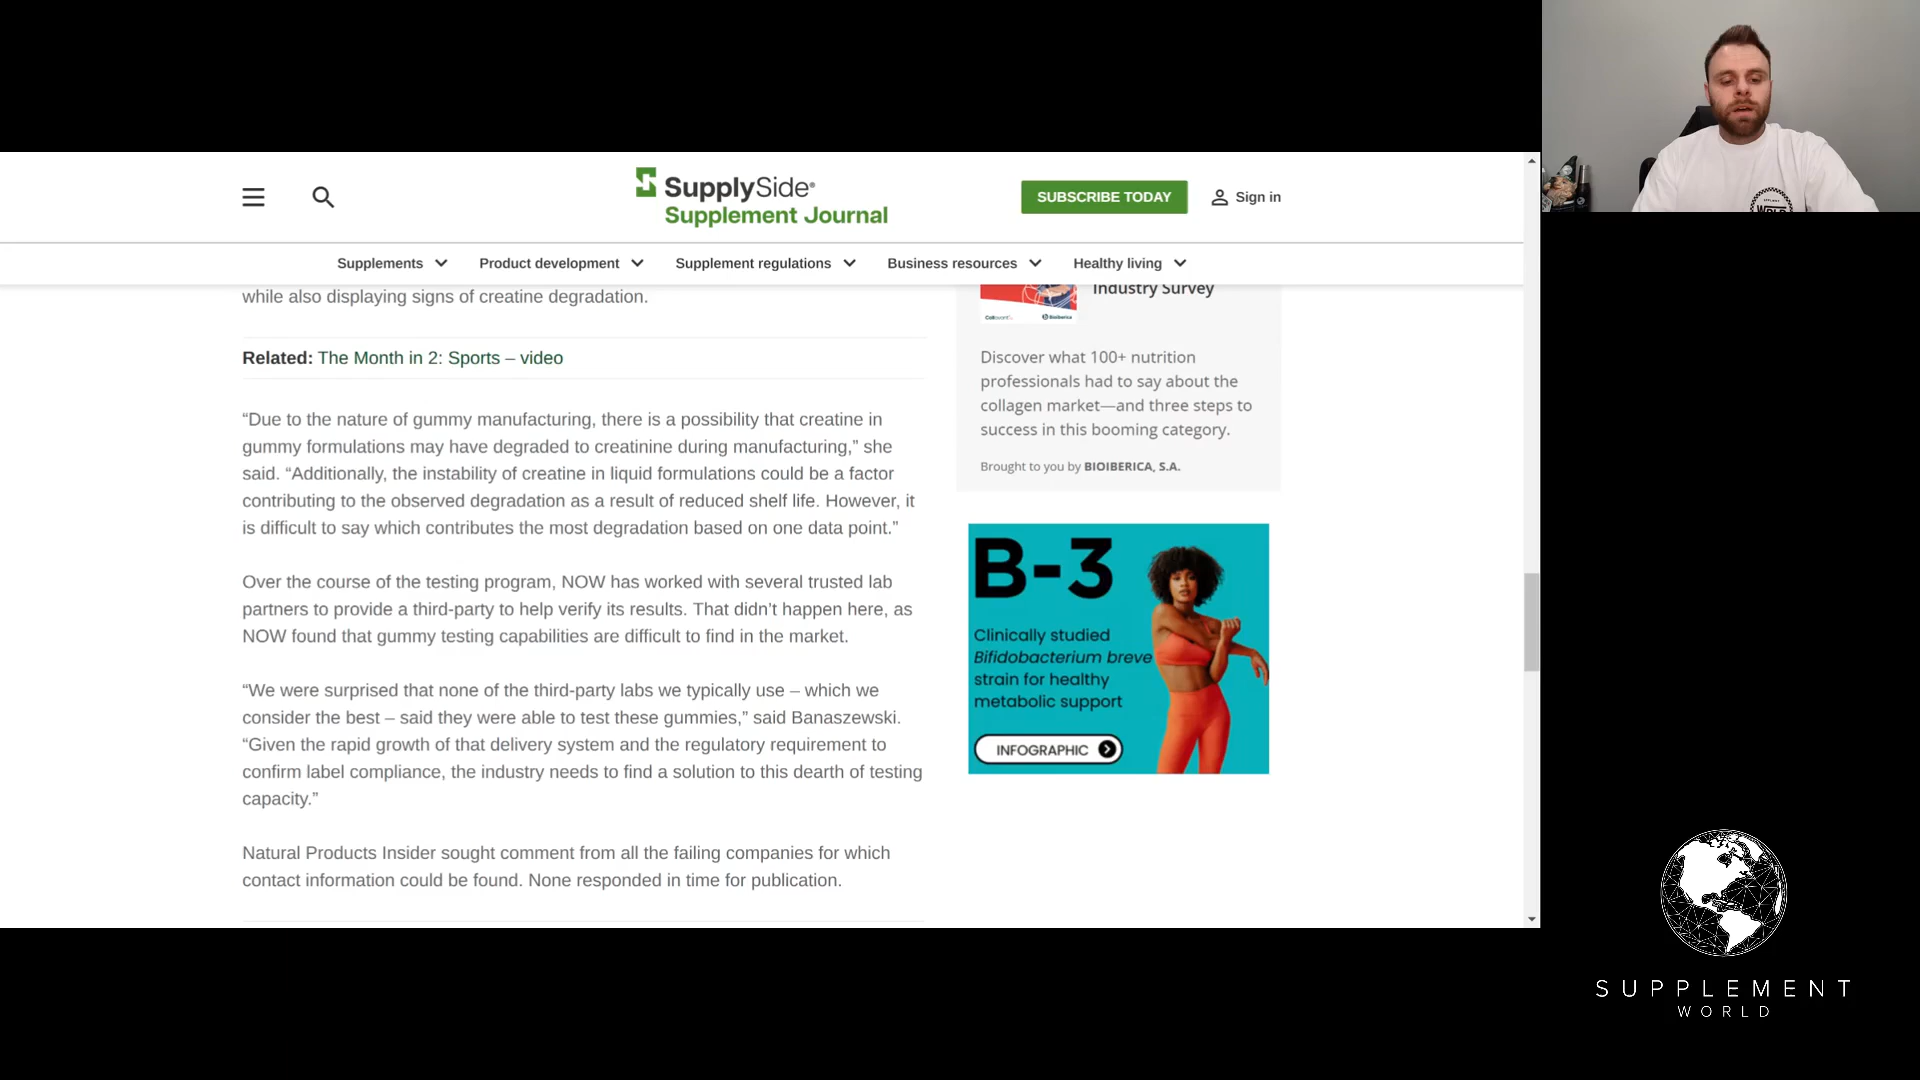 SupplySide®
Supplement Journal
SUBSCRIBE TODAY
Sign in
Supplements
Product development
Supplement regulations
Business resources
Healthy living
while also displaying signs of creatine degradation.
Related: The Month in 2: Sports – video
“Due to the nature of gummy manufacturing, there is a possibility that creatine in
gummy formulations may have degraded to creatinine during manufacturing,” she
said. “Additionally, the instability of creatine in liquid formulations could be a factor
contributing to the observed degradation as a result of reduced shelf life. However, it
is difficult to say which contributes the most degradation based on one data point.”
Over the course of the testing program, NOW has worked with several trusted lab
partners to provide a third-party to help verify its results. That didn’t happen here, as
NOW found that gummy testing capabilities are difficult to find in the market.
“We were surprised that none of the third-party labs we typically use – which we
consider the best – said they were able to test these gummies,” said Banaszewski.
“Given the rapid growth of that delivery system and the regulatory requirement to
confirm label compliance, the industry needs to find a solution to this dearth of testing
capacity.”
Natural Products Insider sought comment from all the failing companies for which
contact information could be found. None responded in time for publication.
Industry Survey
Bioiberica
Discover what 100+ nutrition
professionals had to say about the
collagen market—and three steps to
success in this booming category.
Brought to you by BIOIBERICA, S.A.
B-3
Clinically studied
Bifidobacterium breve
strain for healthy
metabolic support
INFOGRAPHIC
WORLD
SUPPLEMENT
WORLD